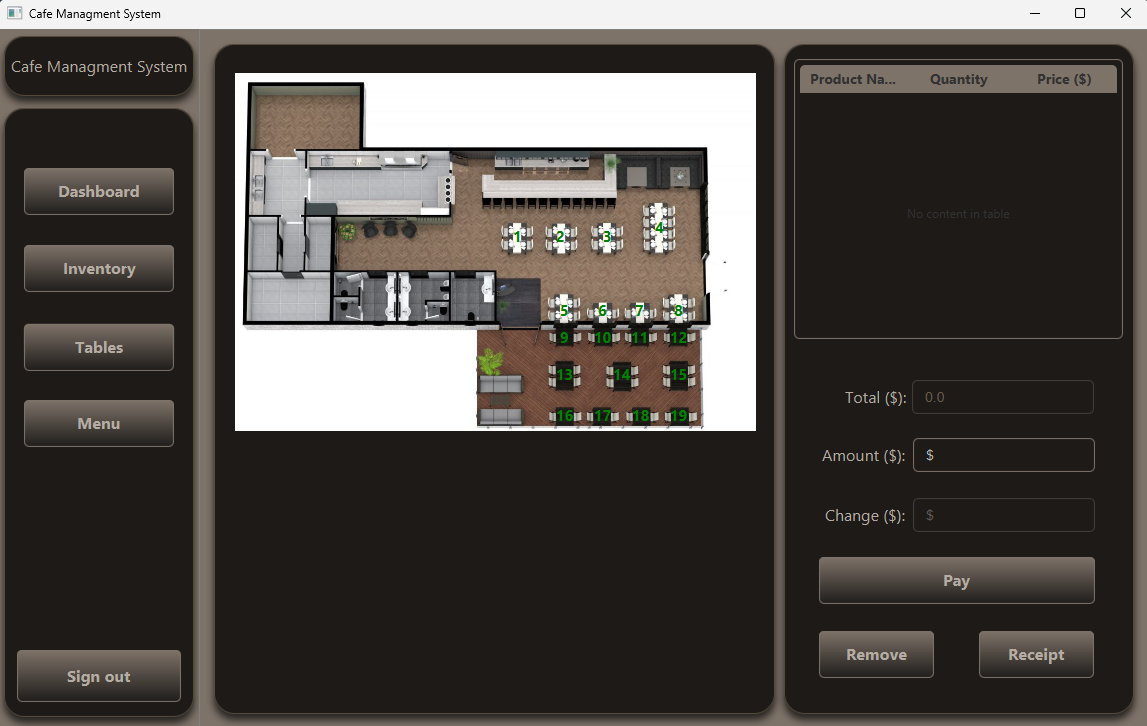 Cafe Managment System
Cafe Managment System
Dashboard
Inventory
Tables
Menu
Sign out
1 2 3 4
5 6 7 8
9 10 11 12
13 14 15
16 17 18 19
Product Na... Quantity Price ($)
No content in table
Total ($): 0.0
Amount ($): $
Change ($): $
Pay
Remove Receipt